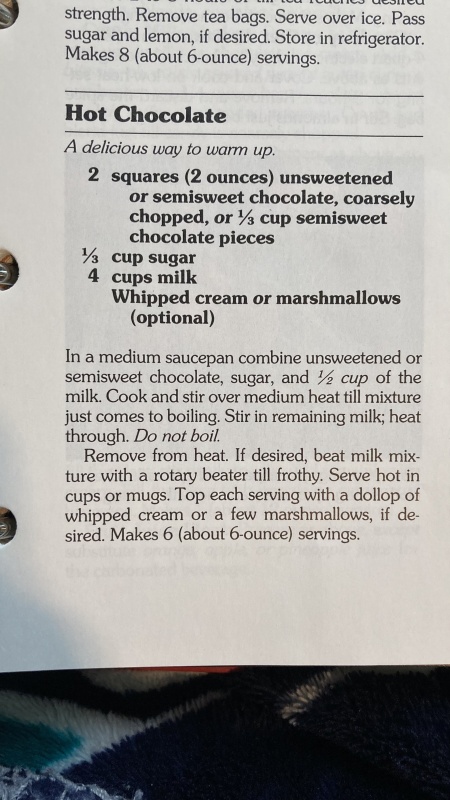 strength. Remove tea bags. Serve over ice. Pass
sugar and lemon, if desired. Store in refrigerator.
Makes 8 (about 6-ounce) servings.
Hot Chocolate
A delicious way to warm up.
2 squares (2 ounces) unsweetened
or semisweet chocolate, coarsely
chopped, or ⅓ cup semisweet
chocolate pieces
⅓ cup sugar
4 cups milk
Whipped cream or marshmallows
(optional)
In a medium saucepan combine unsweetened or
semisweet chocolate, sugar, and ½ cup of the
milk. Cook and stir over medium heat till mixture
just comes to boiling. Stir in remaining milk; heat
through. Do not boil.
Remove from heat. If desired, beat milk mix-
ture with a rotary beater till frothy. Serve hot in
cups or mugs. Top each serving with a dollop of
whipped cream or a few marshmallows, if de-
sired. Makes 6 (about 6-ounce) servings.